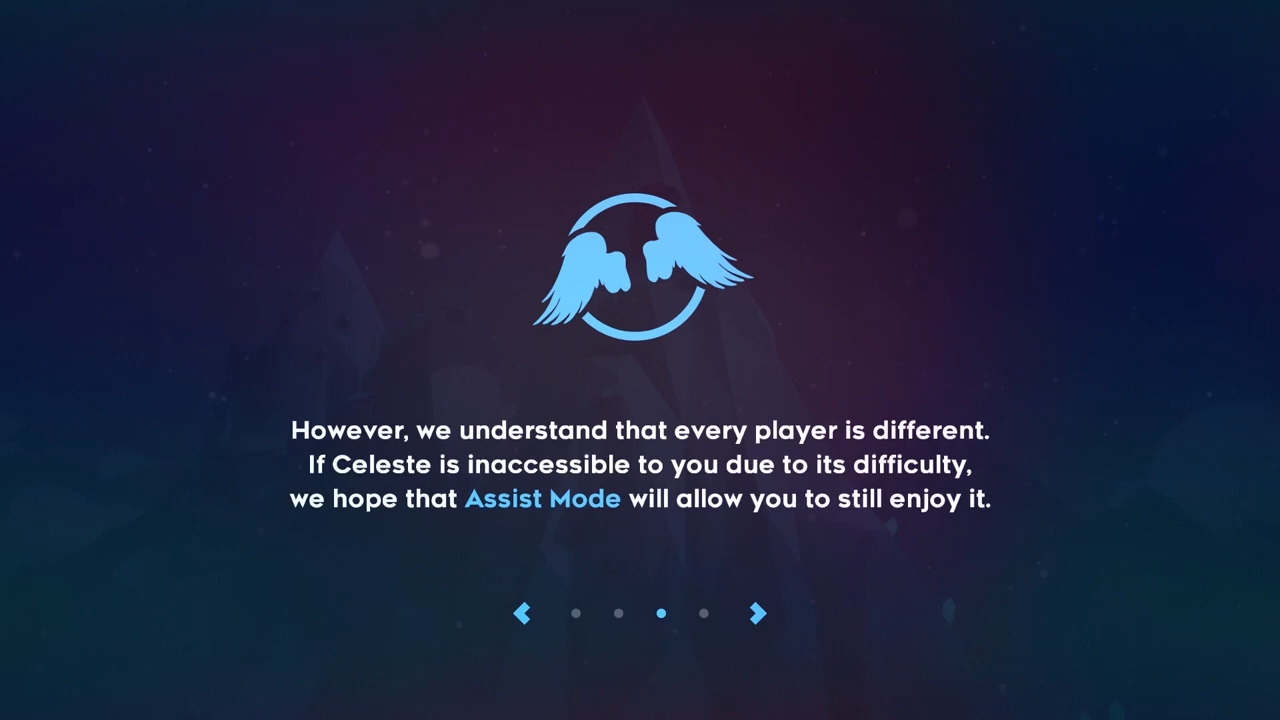 However, we understand that every player is different.
If Celeste is inaccessible to you due to its difficulty,
we hope that Assist Mode will allow you to still enjoy it.